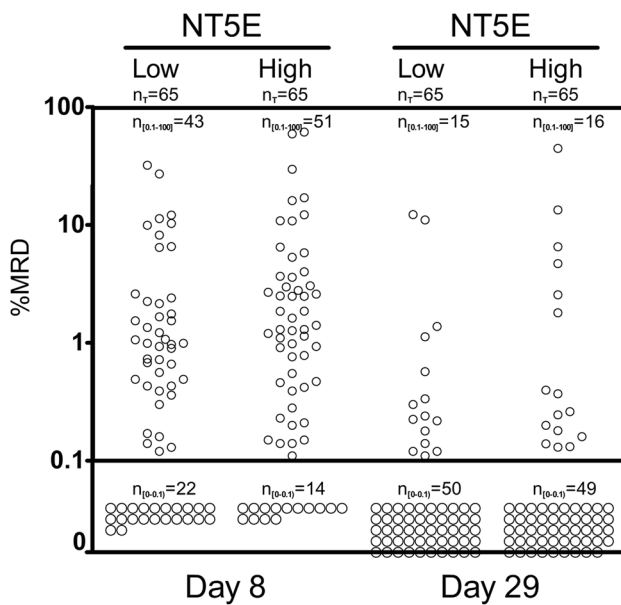 NT5E NT5E
Low High Low High
nT=65 nT=65 nT=65 nT=65
100
n[0.1-100]=43 n[0.1-100]=51 n[0.1-100]=15 n[0.1-100]=16
10
%MRD
1
0.1
n[0-0.1)=22 n[0-0.1)=14 n[0-0.1)=50 n[0-0.1)=49
0
Day 8 Day 29